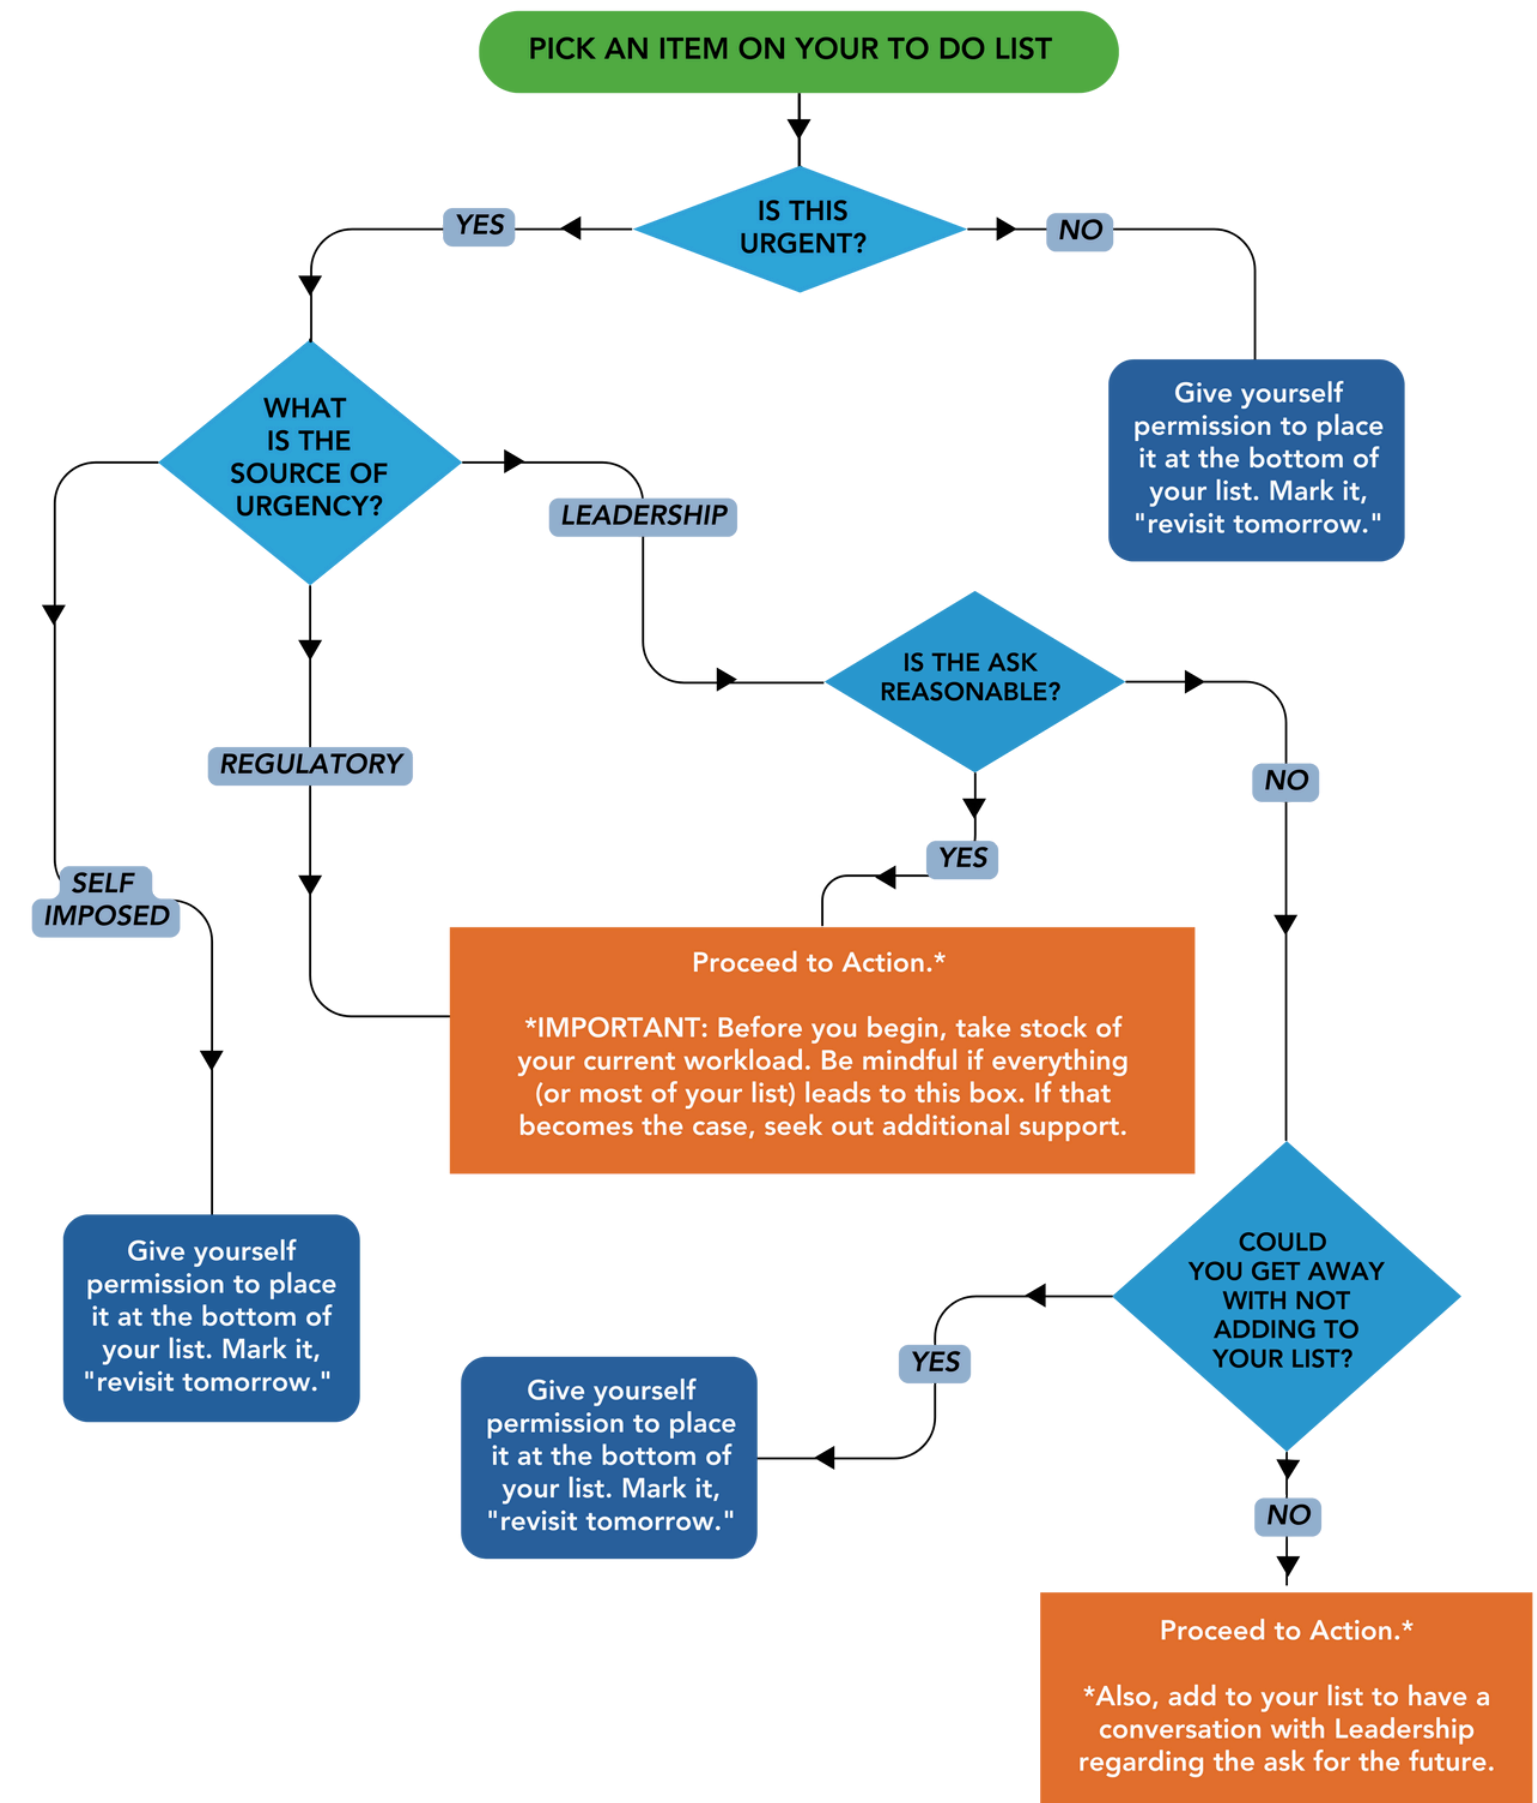 PICK AN ITEM ON YOUR TO DO LIST
IS THIS
URGENT?
YES
NO
Give yourself
permission to place
it at the bottom of
your list. Mark it,
"revisit tomorrow."
WHAT
IS THE
SOURCE OF
URGENCY?
LEADERSHIP
IS THE ASK
REASONABLE?
REGULATORY
NO
YES
SELF
IMPOSED
Proceed to Action.*
*IMPORTANT: Before you begin, take stock of
your current workload. Be mindful if everything
(or most of your list) leads to this box. If that
becomes the case, seek out additional support.
Give yourself
permission to place
it at the bottom of
your list. Mark it,
"revisit tomorrow."
COULD
YOU GET AWAY
WITH NOT
ADDING TO
YOUR LIST?
YES
Give yourself
permission to place
it at the bottom of
your list. Mark it,
"revisit tomorrow."
NO
Proceed to Action.*
*Also, add to your list to have a
conversation with Leadership
regarding the ask for the future.